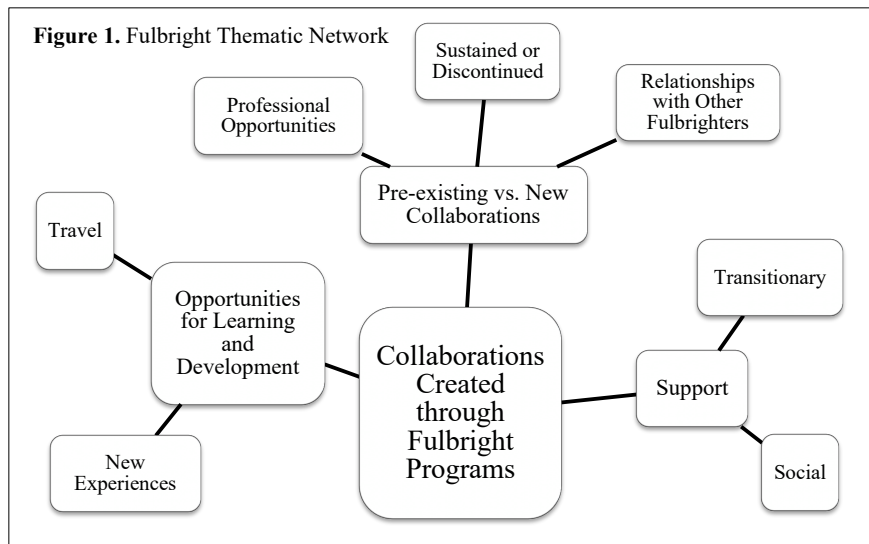 Figure 1. Fulbright Thematic Network
Sustained or
Discontinued
Professional
Opportunities
Relationships
with Other
Fulbrighters
Pre-existing vs. New
Collaborations
Travel
Opportunities
for Learning
and
Development
New
Experiences
Collaborations
Created
through
Fulbright
Programs
Transitionary
Support
Social